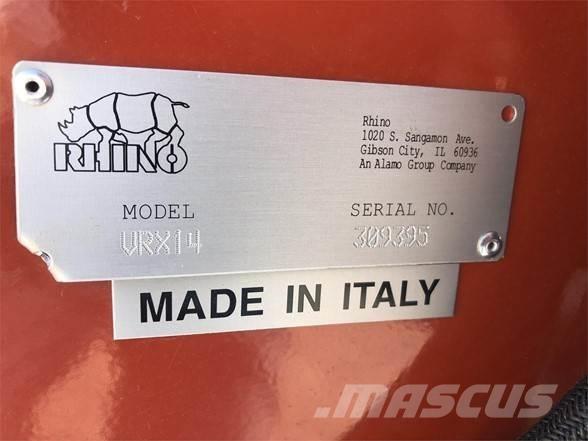 RHINO
Rhino
1020 S. Sangamon Ave.
Gibson City, IL 60936
An Alamo Group Company
MODEL
VRX14
SERIAL NO.
309395
MADE IN ITALY
MASCUS